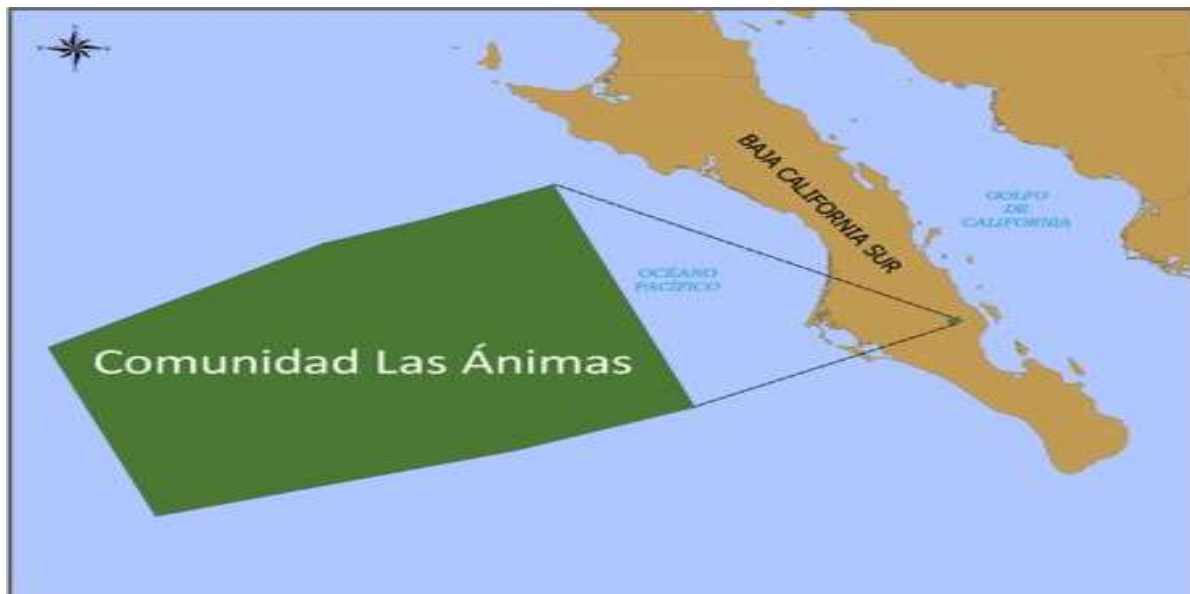 BAJA CALIFORNIA SUR
GOLFO
DE
CALIFORNIA
OCÉANO
PACÍFICO
Comunidad Las Ánimas